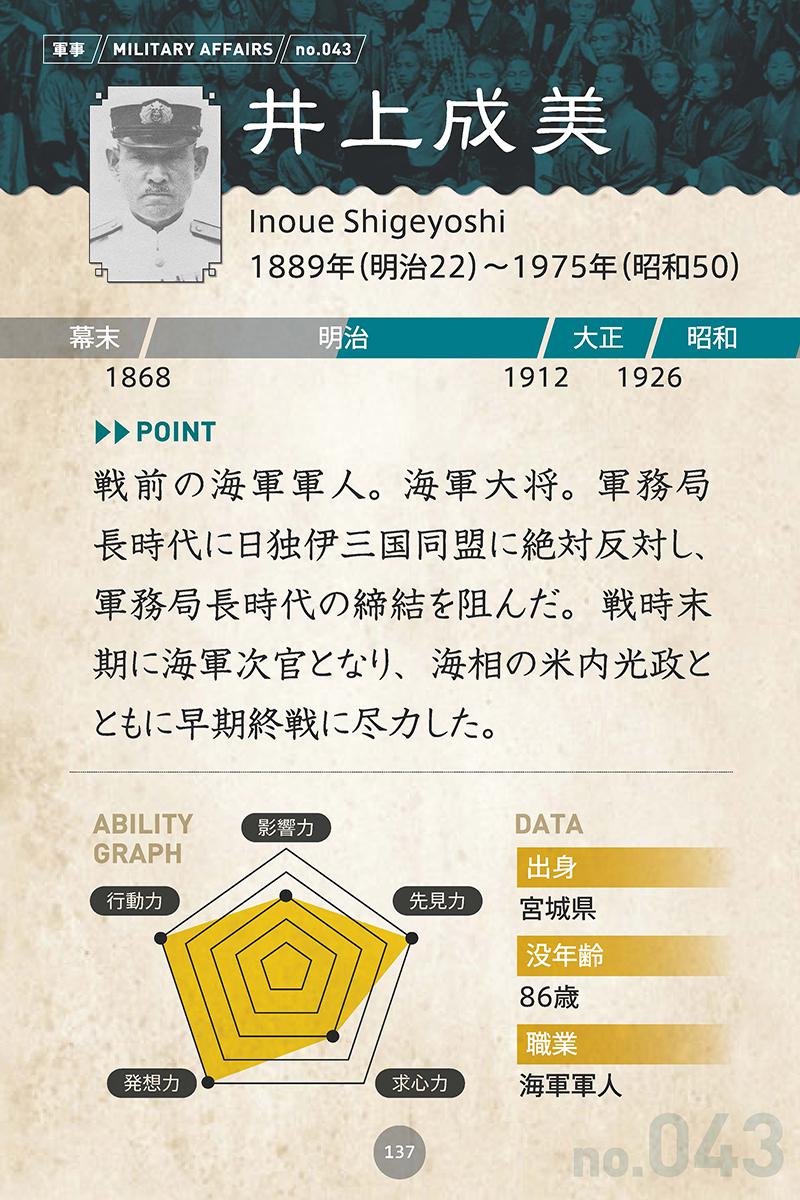 軍事 MILITARY AFFAIRS no.043
井上成美
Inoue Shigeyoshi
1889年(明治22)～1975年(昭和50)
幕末 明治 大正 昭和
1868 1912 1926
POINT
戦前の海軍軍人。海軍大将。軍務局
長時代に日独伊三国同盟に絶対反対し、
軍務局長時代の締結を阻んだ。戦時末
期に海軍次官となり、海相の米内光政と
ともに早期終戦に尽力した。
ABILITY
GRAPH
影響力
行動力
先見力
発想力
求心力
DATA
出身
宮城県
没年齢
86歳
職業
海軍軍人
137
no.043